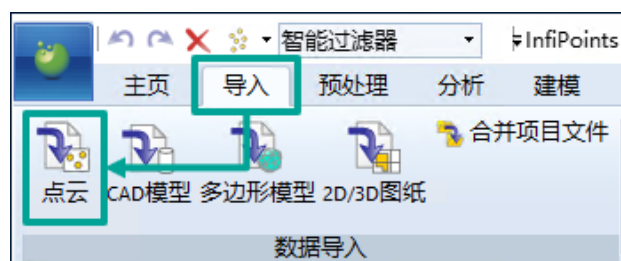 智能过滤器 InfiPoints
主页 导入 预处理 分析 建模
合并项目文件
点云 CAD模型 多边形模型 2D/3D图纸
数据导入